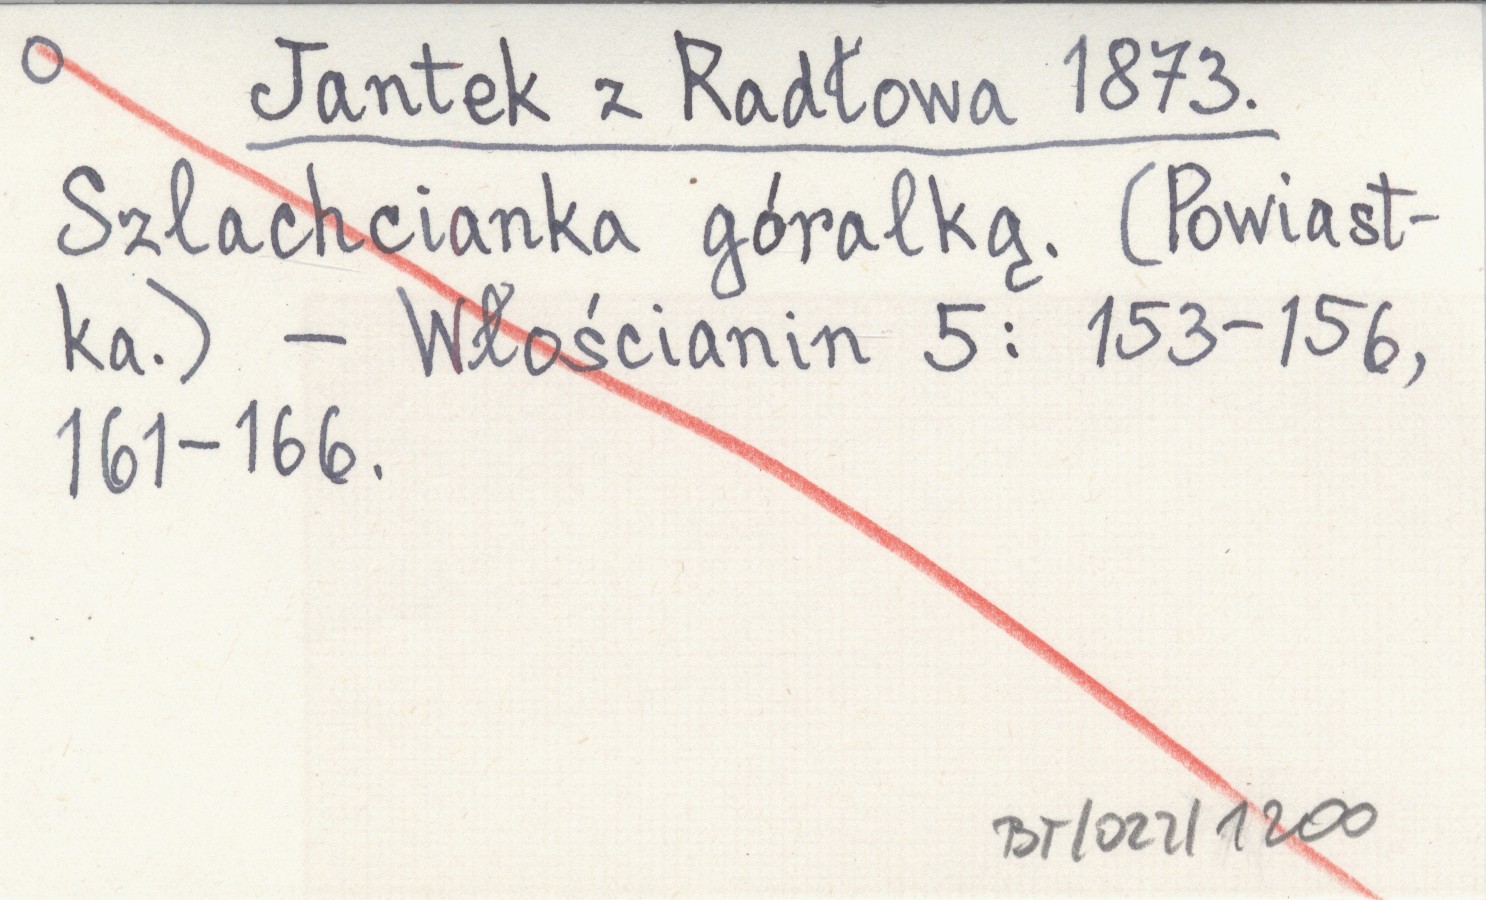 Jantek z Radłowa 1873.
Szlachcianka góralką. (Powiast-
ka.) — Włościanin 5: 153-156,
161-166.
BT/022/1200